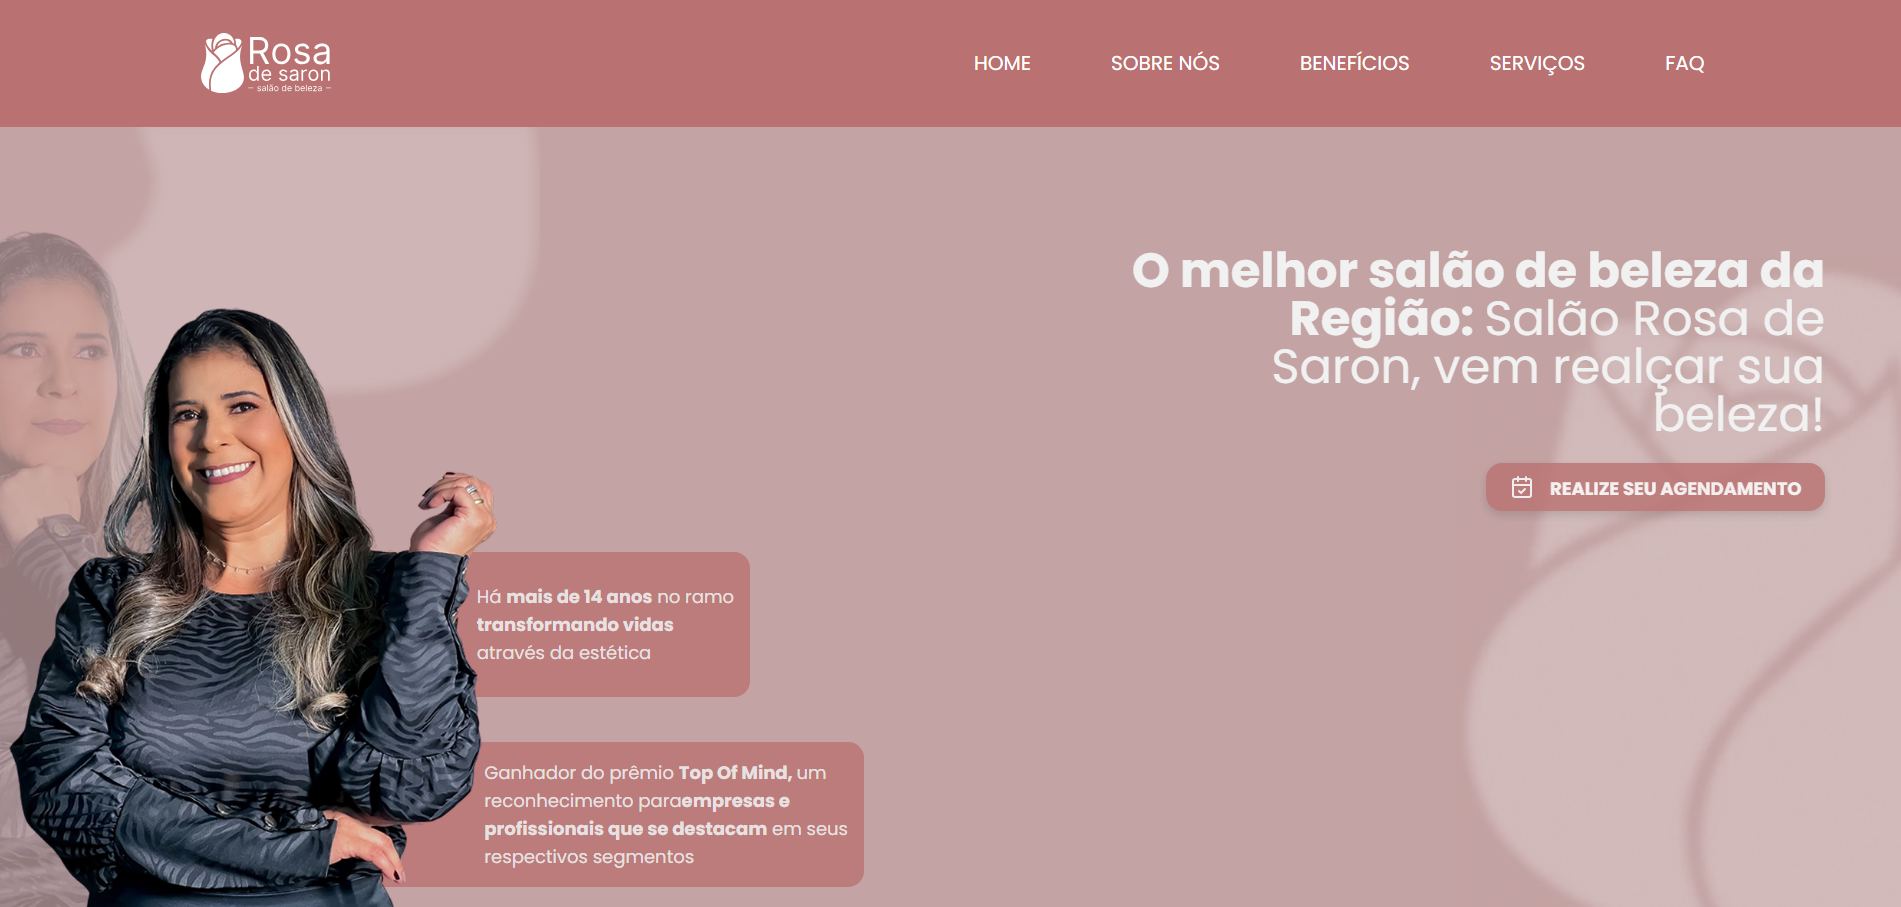 Rosa
de saron
– salão de beleza –
HOME SOBRE NÓS BENEFÍCIOS SERVIÇOS FAQ
O melhor salão de beleza da
Região: Salão Rosa de
Saron, vem realçar sua
beleza!
REALIZE SEU AGENDAMENTO
Há mais de 14 anos no ramo
transformando vidas
através da estética
Ganhador do prêmio Top Of Mind, um
reconhecimento paraempresas e
profissionais que se destacam em seus
respectivos segmentos